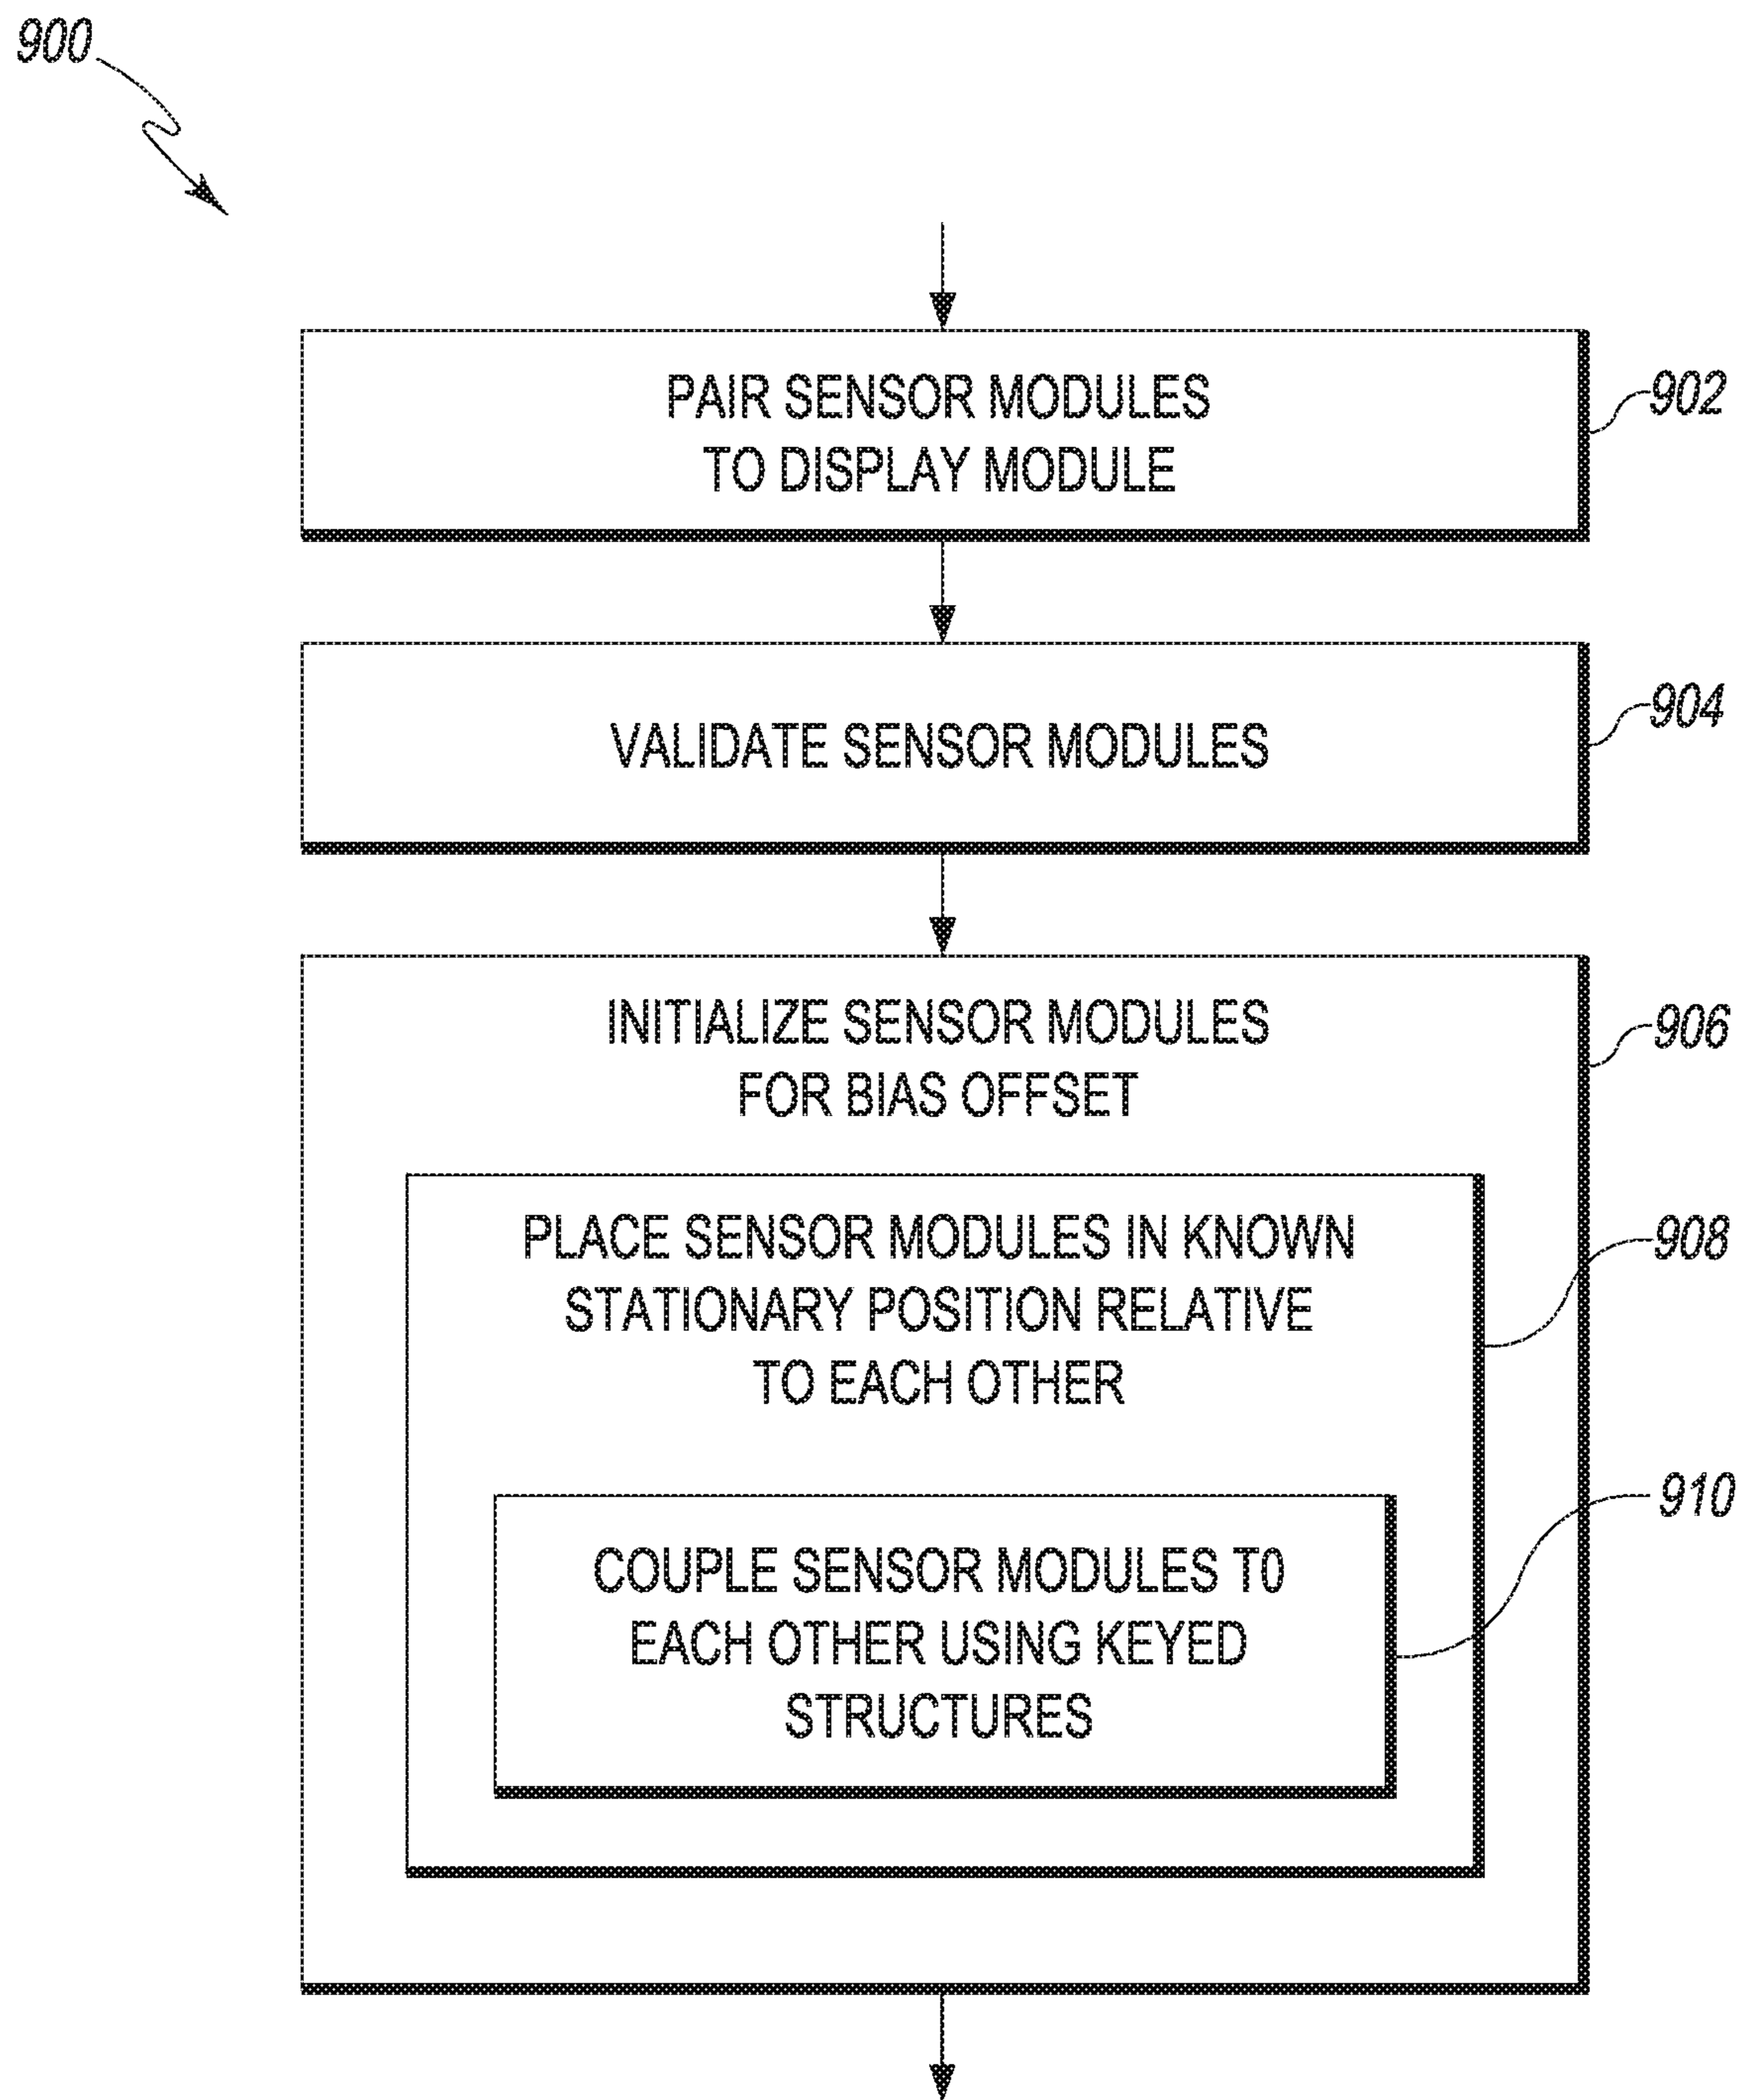 900
PAIR SENSOR MODULES
TO DISPLAY MODULE
902
VALIDATE SENSOR MODULES
904
INITIALIZE SENSOR MODULES
FOR BIAS OFFSET
906
PLACE SENSOR MODULES IN KNOWN
STATIONARY POSITION RELATIVE
TO EACH OTHER
908
COUPLE SENSOR MODULES T0
EACH OTHER USING KEYED
STRUCTURES
910